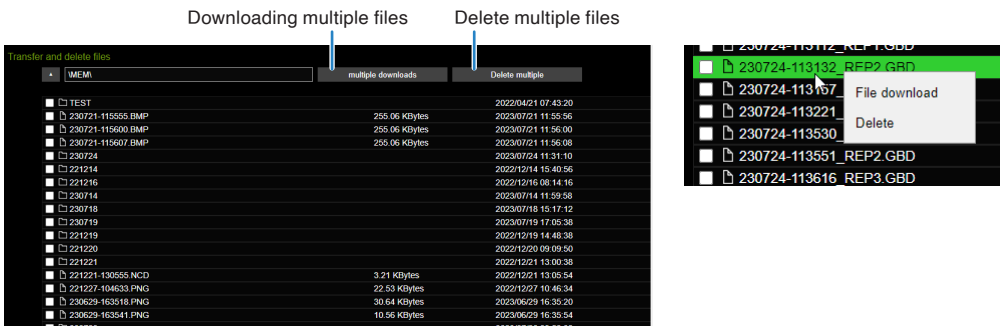 Downloading multiple files Delete multiple files
Transfer and delete files
\MEM\ multiple downloads Delete multiple
TEST 2022/04/21 07:43:20
230721-115555.BMP 255.06 KBytes 2023/07/21 11:55:56
230721-115600.BMP 255.06 KBytes 2023/07/21 11:56:00
230721-115607.BMP 255.06 KBytes 2023/07/21 11:56:08
230724 2023/07/24 11:31:10
221214 2022/12/14 15:40:56
221216 2022/12/16 08:14:16
230714 2023/07/14 11:59:58
230718 2023/07/18 15:17:12
230719 2023/07/19 17:05:38
221219 2022/12/19 14:48:38
221220 2022/12/20 09:09:50
221221 2022/12/21 13:00:38
221221-130555.NCD 3.21 KBytes 2022/12/21 13:05:54
221227-104633.PNG 22.53 KBytes 2022/12/27 10:46:34
230629-163518.PNG 30.64 KBytes 2023/06/29 16:35:20
230629-163541.PNG 10.56 KBytes 2023/06/29 16:35:54
230724-113112_REP1.GBD
230724-113132_REP2.GBD
230724-113157_
File download
230724-113221_
Delete
230724-113530_
230724-113551_REP2.GBD
230724-113616_REP3.GBD